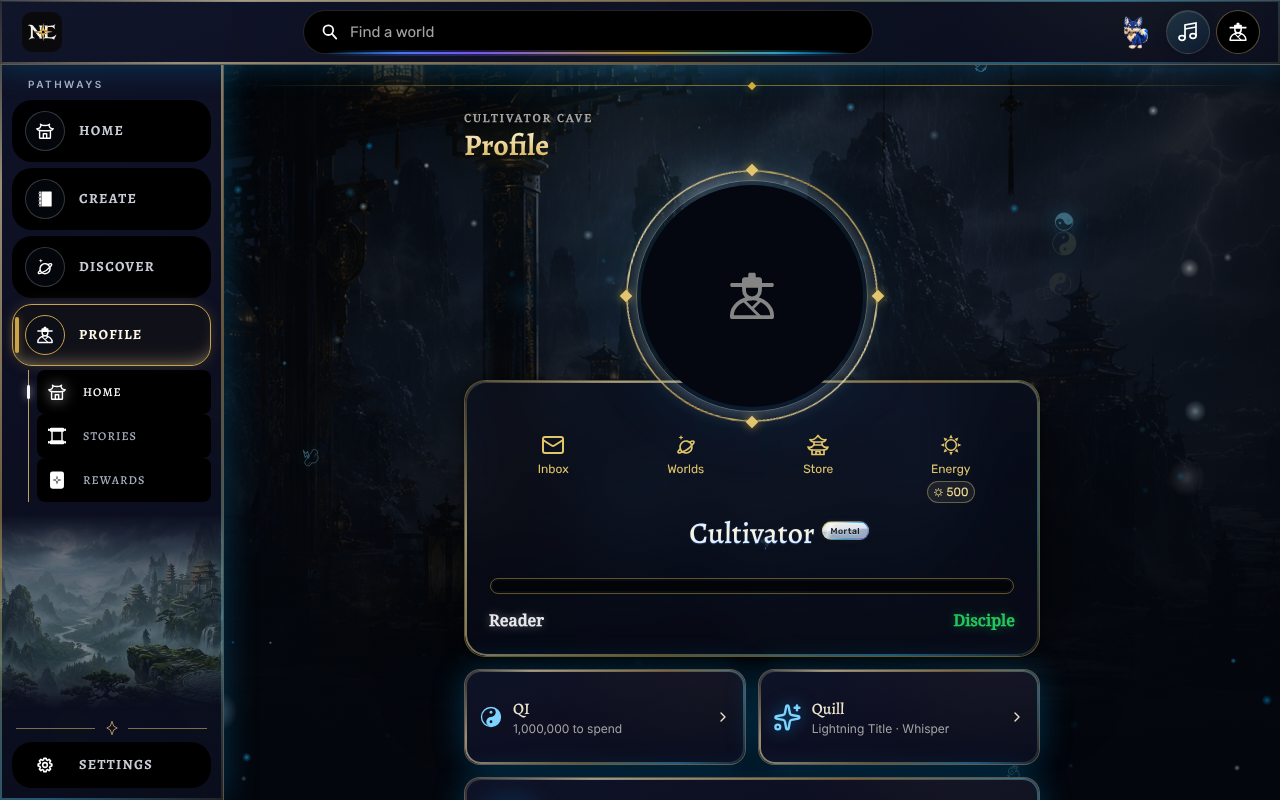 NE
Find a world
PATHWAYS
HOME
CREATE
DISCOVER
PROFILE
HOME
STORIES
REWARDS
SETTINGS
CULTIVATOR CAVE
Profile
Inbox
Worlds
Store
Energy
500
Cultivator
Mortal
Reader
Disciple
QI
1,000,000 to spend
Quill
Lightning Title · Whisper